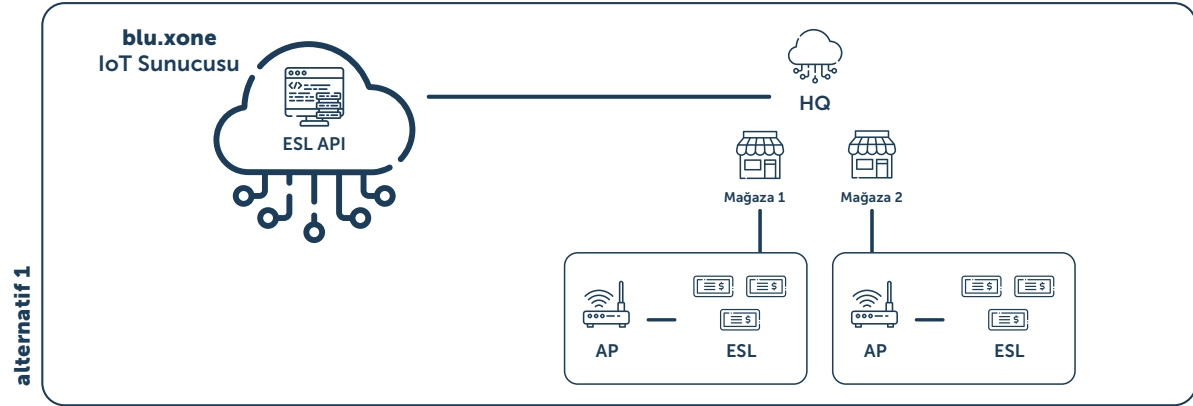 blu.xone
IoT Sunucusu
ESL API
HQ
Mağaza 1
Mağaza 2
AP
ESL
AP
ESL
alternatif 1